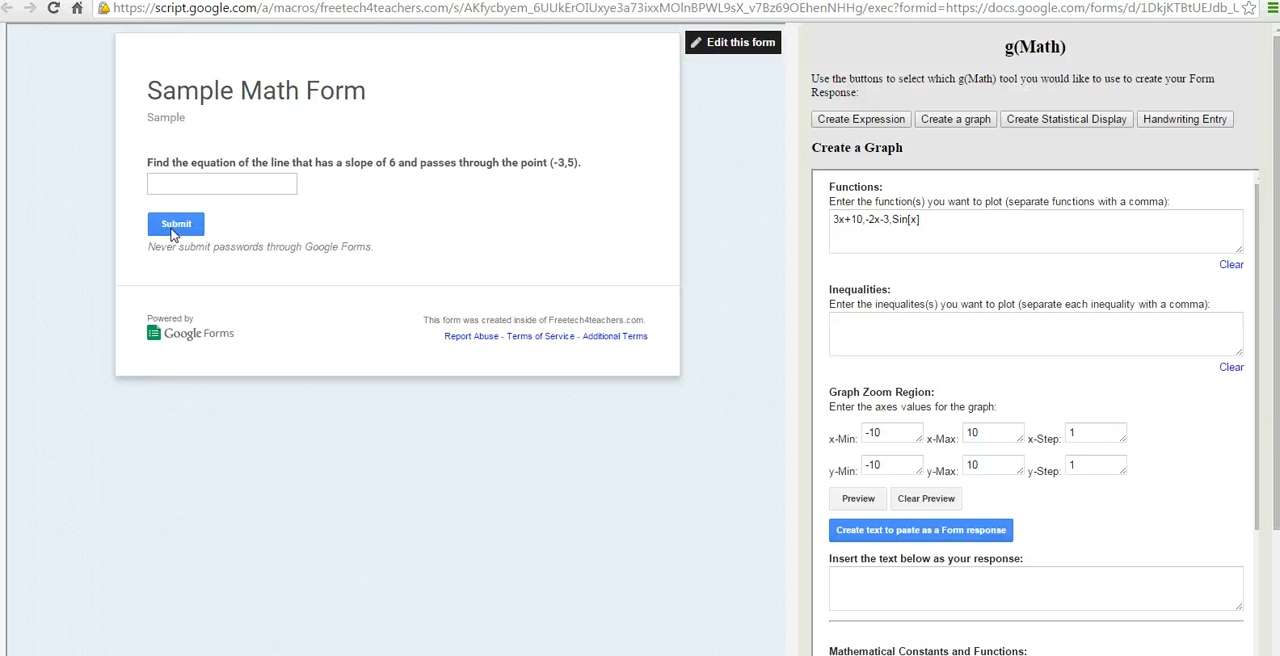 https://script.google.com/a/macros/freetech4teachers.com/s/AKfycbyem_6UUkErOIUxye3a73ixxMOlnBPWL9sX_v7Bz69OEhenNHHg/exec?formid=https://docs.google.com/forms/d/1DkjKTBtUEJdb_U
Edit this form
Sample Math Form
Sample
Find the equation of the line that has a slope of 6 and passes through the point (-3,5).
Submit
Never submit passwords through Google Forms.
Powered by
Google Forms
This form was created inside of Freetech4teachers.com.
Report Abuse - Terms of Service - Additional Terms
g(Math)
Use the buttons to select which g(Math) tool you would like to use to create your Form
Response:
Create Expression Create a graph Create Statistical Display Handwriting Entry
Create a Graph
Functions:
Enter the function(s) you want to plot (separate functions with a comma):
3x+10,-2x-3,Sin[x]
Clear
Inequalities:
Enter the inequalites(s) you want to plot (separate each inequality with a comma):
Clear
Graph Zoom Region:
Enter the axes values for the graph:
x-Min: -10 x-Max: 10 x-Step: 1
y-Min: -10 y-Max: 10 y-Step: 1
Preview Clear Preview
Create text to paste as a Form response
Insert the text below as your response:
Mathematical Constants and Functions: